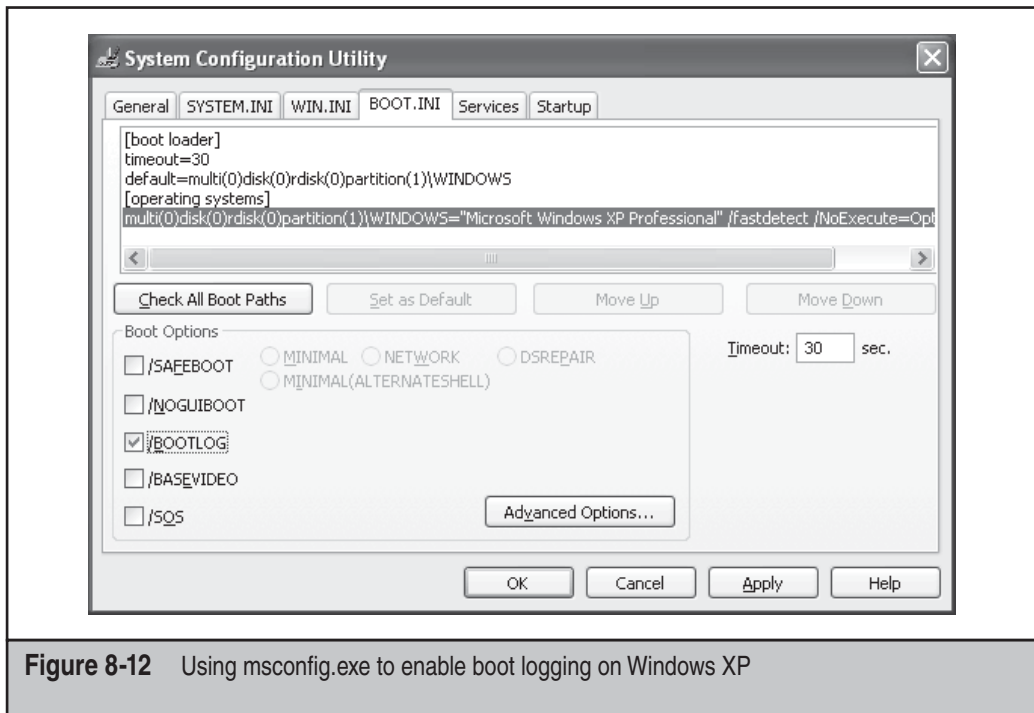 System Configuration Utility
General SYSTEM.INI WIN.INI BOOT.INI Services Startup
[boot loader]
timeout=30
default=multi(0)disk(0)rdisk(0)partition(1)\WINDOWS
[operating systems]
multi(0)disk(0)rdisk(0)partition(1)\WINDOWS="Microsoft Windows XP Professional" /fastdetect /NoExecute=Opt
Check All Boot Paths Set as Default Move Up Move Down
Boot Options
Timeout: 30 sec.
/SAFEBOOT MINIMAL NETWORK DSREPAIR
MINIMAL(ALTERNATESHELL)
/NOGUIBOOT
/BOOTLOG
/BASEVIDEO
/SOS
Advanced Options...
OK Cancel Apply Help
Figure 8-12 Using msconfig.exe to enable boot logging on Windows XP